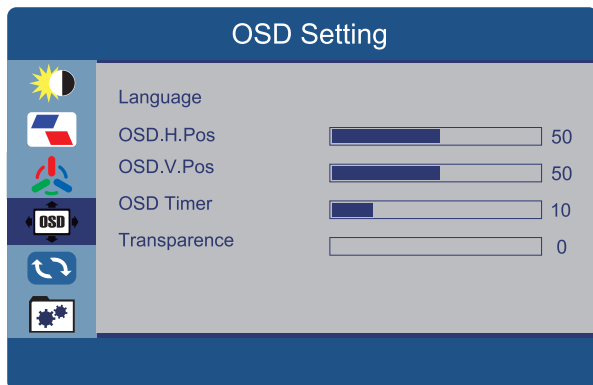 OSD Setting
Language
OSD.H.Pos 50
OSD.V.Pos 50
OSD Timer 10
Transparence 0
OSD